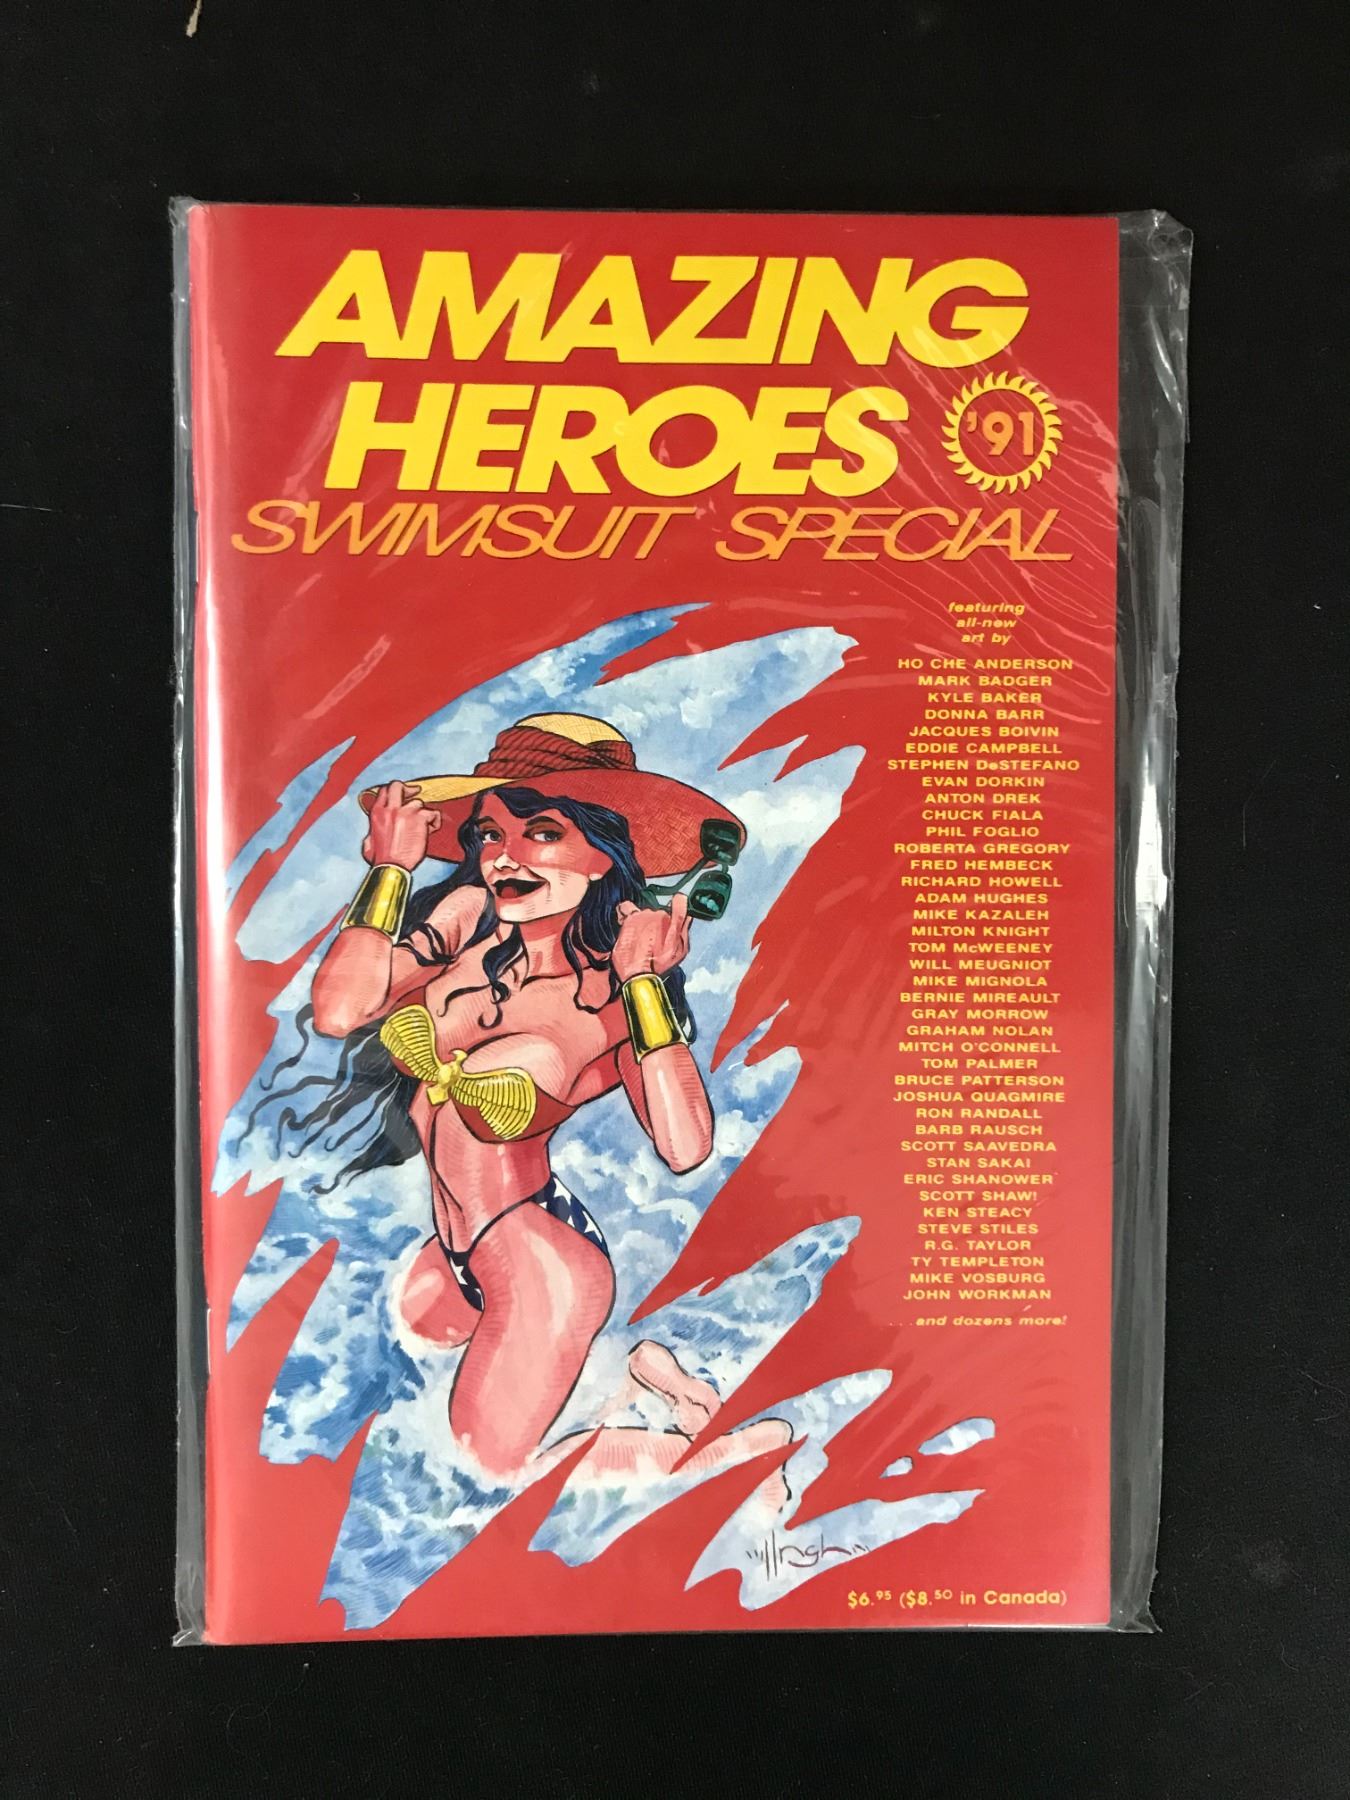 AMAZING
HEROES
'91
SWIMSUIT SPECIAL
featuring
all-new
art by
HO CHE ANDERSON
MARK BADGER
KYLE BAKER
DONNA BARR
JACQUES BOIVIN
EDDIE CAMPBELL
STEPHEN DeSTEFANO
EVAN DORKIN
ANTON DREK
CHUCK FIALA
PHIL FOGLIO
ROBERTA GREGORY
FRED HEMBECK
RICHARD HOWELL
ADAM HUGHES
MIKE KAZALEH
MILTON KNIGHT
TOM McWEENEY
WILL MEUGNIOT
MIKE MIGNOLA
BERNIE MIREAULT
GRAY MORROW
GRAHAM NOLAN
MITCH O'CONNELL
TOM PALMER
BRUCE PATTERSON
JOSHUA QUAGMIRE
RON RANDALL
BARB RAUSCH
SCOTT SAAVEDRA
STAN SAKAI
ERIC SHANOWER
SCOTT SHAW!
KEN STEACY
STEVE STILES
R.G. TAYLOR
TY TEMPLETON
MIKE VOSBURG
JOHN WORKMAN
...and dozens more!
$6.95 ($8.50 in Canada)